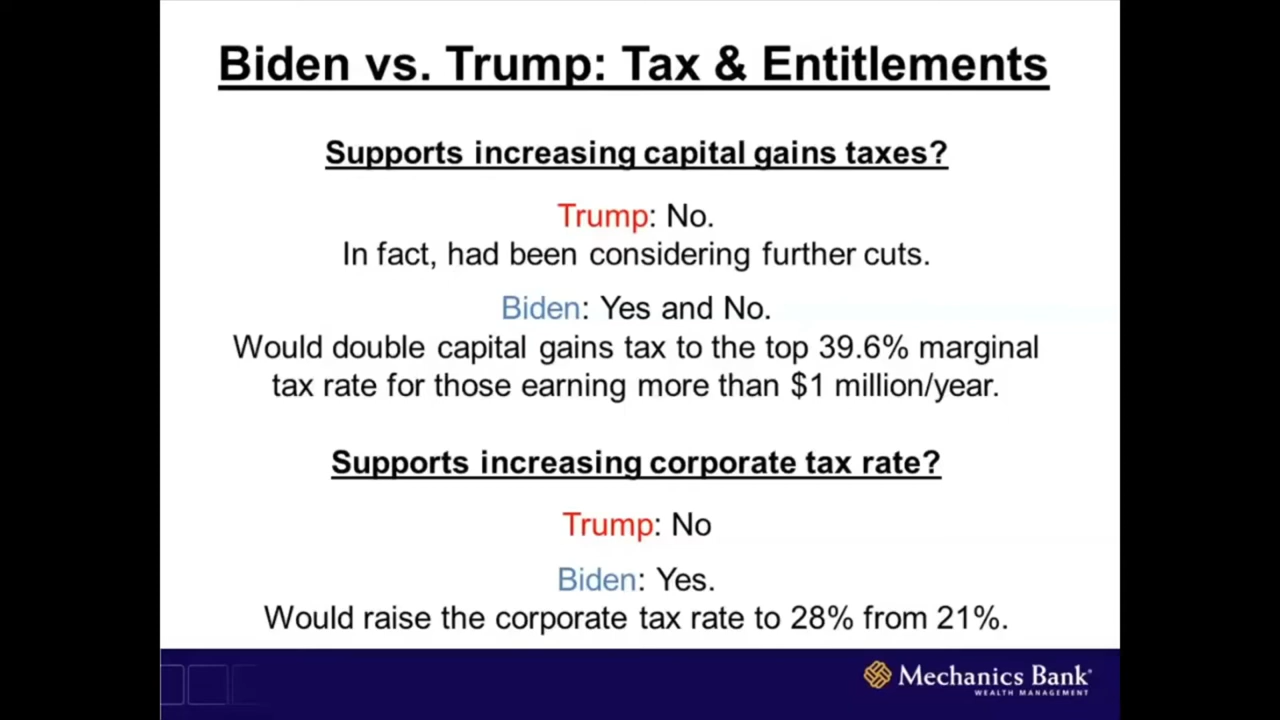 Biden vs. Trump: Tax & Entitlements
Supports increasing capital gains taxes?
Trump: No.
In fact, had been considering further cuts.
Biden: Yes and No.
Would double capital gains tax to the top 39.6% marginal
tax rate for those earning more than $1 million/year.
Supports increasing corporate tax rate?
Trump: No
Biden: Yes.
Would raise the corporate tax rate to 28% from 21%.
Mechanics Bank
WEALTH MANAGEMENT